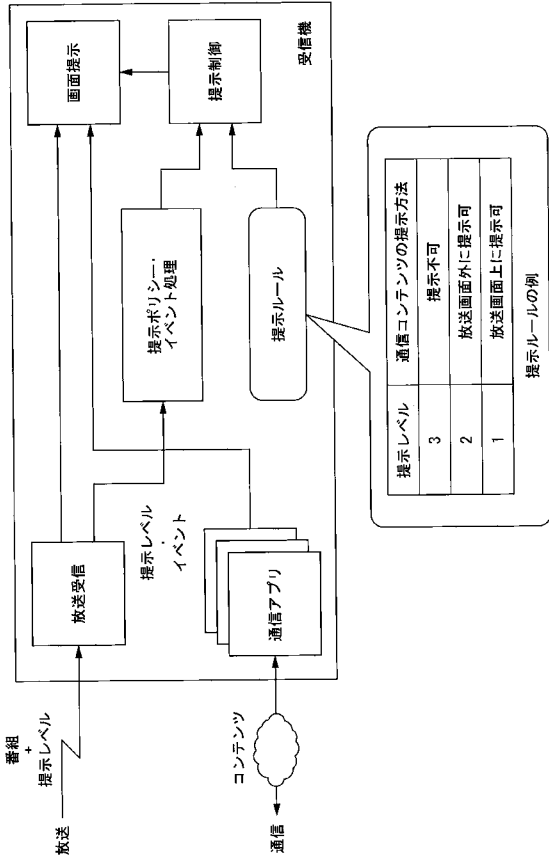 番組
+
提示レベル
放送
放送受信
画面提示
提示レベル
・
イベント
提示ポリシー・
イベント処理
提示制御
受信機
コンテンツ
通信
通信アプリ
提示ルール
提示レベル 通信コンテンツの提示方法
3 提示不可
2 放送画面外に提示可
1 放送画面上に提示可
提示ルールの例